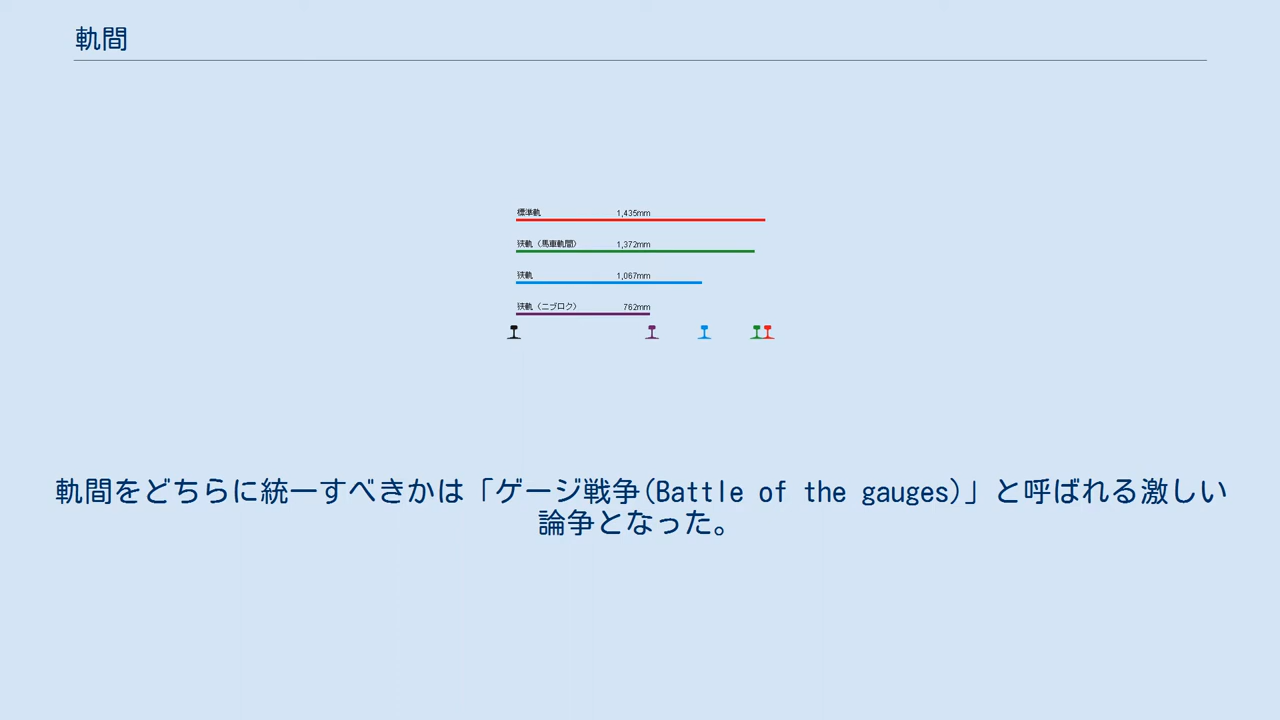 軌間
標準軌 1,435mm
狭軌（馬車軌間） 1,372mm
狭軌 1,067mm
狭軌（ニブロク） 762mm
軌間をどちらに統一すべきかは「ゲージ戦争(Battle of the gauges)」と呼ばれる激しい
論争となった。